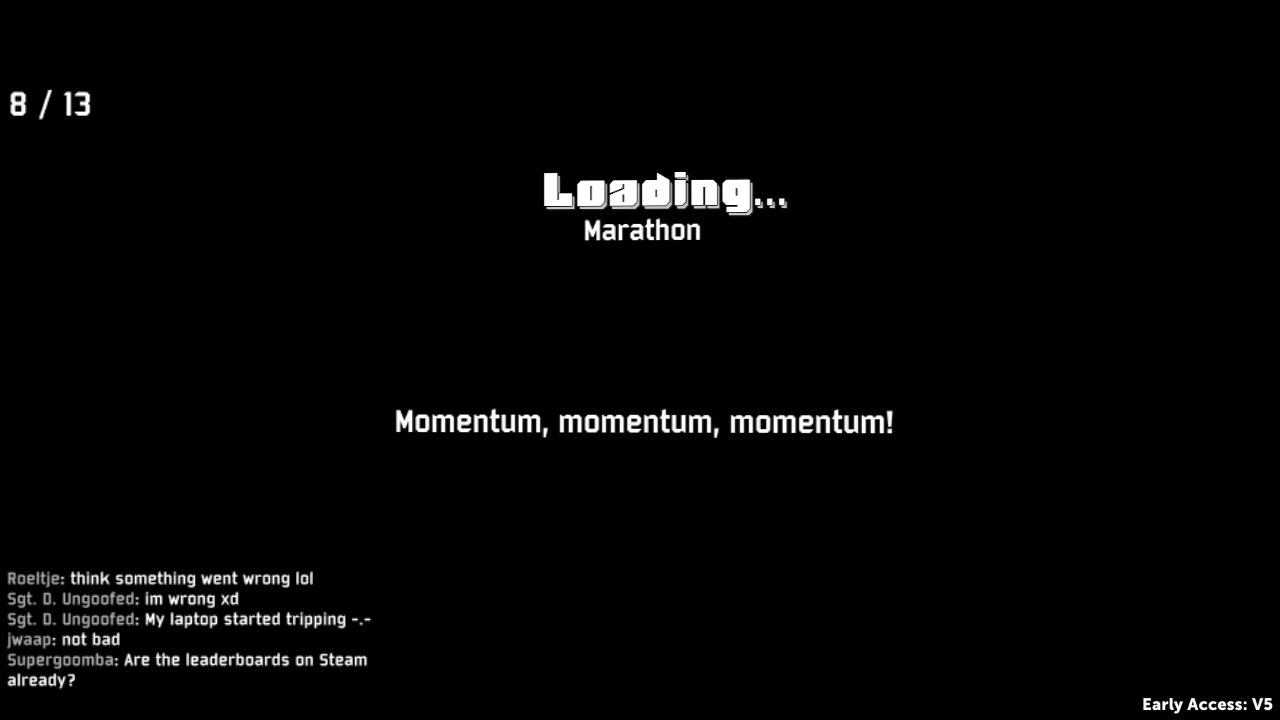 8 / 13
Loading...
Marathon
Momentum, momentum, momentum!
Roeltje: think something went wrong lol
Sgt. D. Ungoofed: im wrong xd
Sgt. D. Ungoofed: My laptop started tripping -.-
jwaap: not bad
Supergoomba: Are the leaderboards on Steam
already?
Early Access: V5